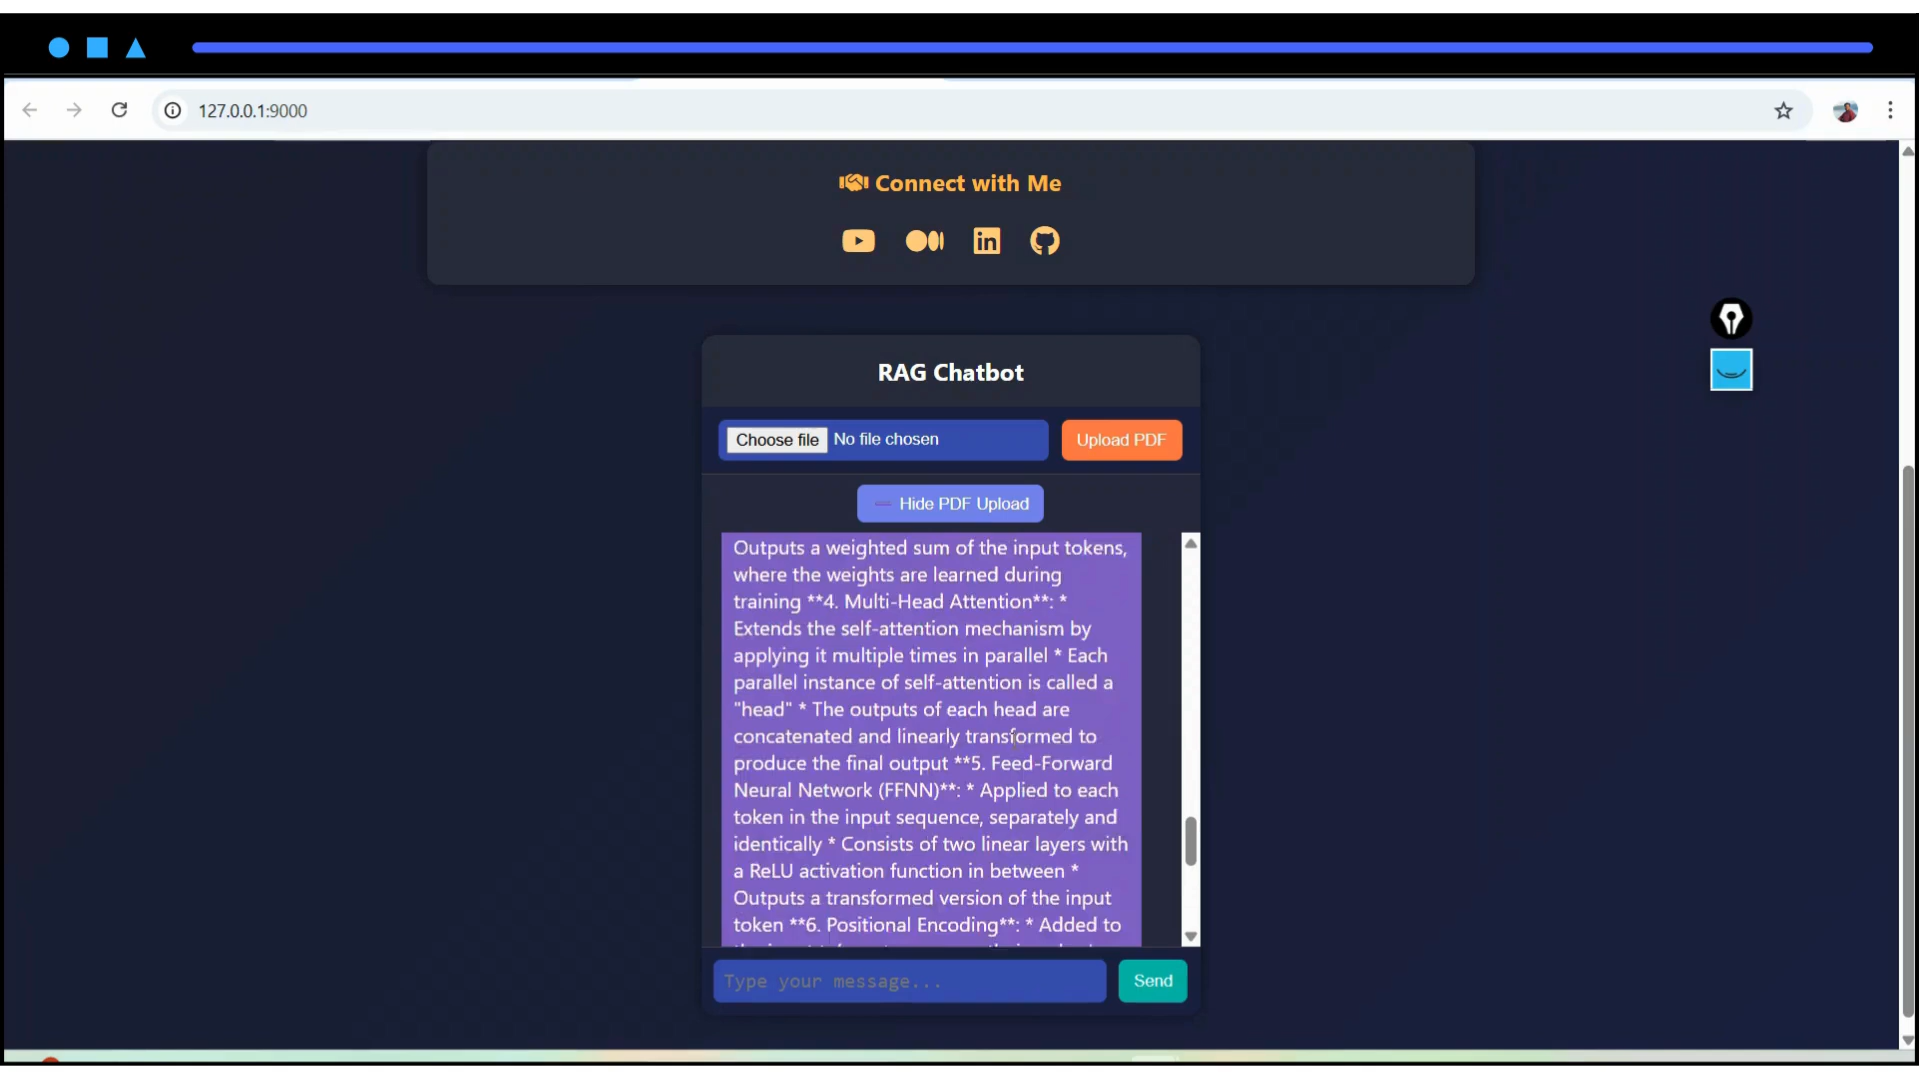 127.0.0.1:9000
Connect with Me
in
RAG Chatbot
Choose file No file chosen
Upload PDF
Hide PDF Upload
Outputs a weighted sum of the input tokens,
where the weights are learned during
training **4. Multi-Head Attention**: *
Extends the self-attention mechanism by
applying it multiple times in parallel * Each
parallel instance of self-attention is called a
"head" * The outputs of each head are
concatenated and linearly transformed to
produce the final output **5. Feed-Forward
Neural Network (FFNN)**: * Applied to each
token in the input sequence, separately and
identically * Consists of two linear layers with
a ReLU activation function in between *
Outputs a transformed version of the input
token **6. Positional Encoding**: * Added to
Type your message...
Send